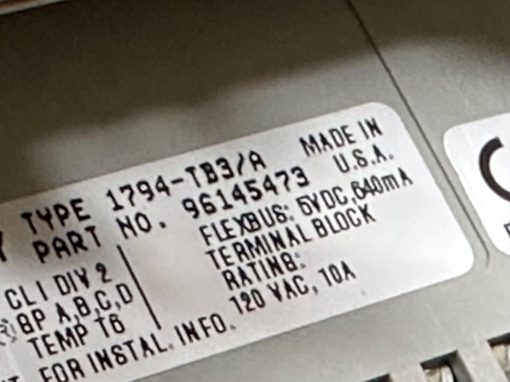 TYPE 1794-TB3/A MADE IN
PART NO. 96145473 U.S.A.
FLEXBUS: 5VDC, 640mA
TERMINAL BLOCK
RATING:
120 VAC, 10A
CL I DIV 2
GP A,B,C,D
TEMP T6
FOR INSTAL. INFO.